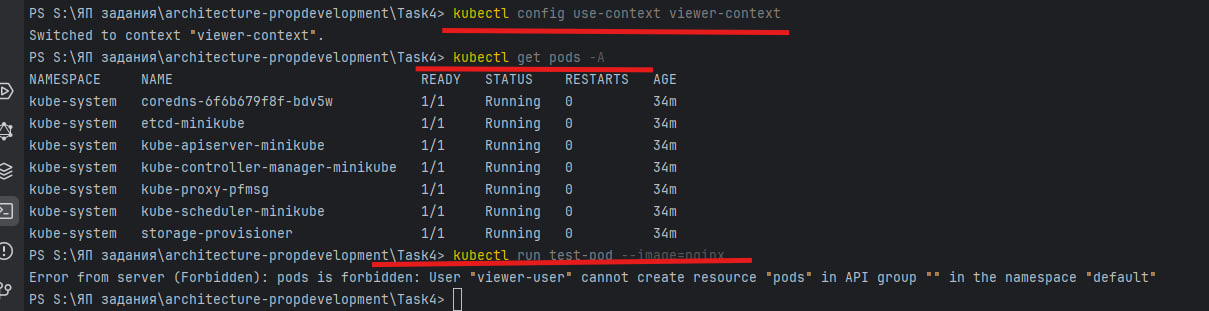 PS S:\ЯП задания\architecture-propdevelopment\Task4> kubectl config use-context viewer-context
Switched to context "viewer-context".
PS S:\ЯП задания\architecture-propdevelopment\Task4> kubectl get pods -A
NAMESPACE NAME READY STATUS RESTARTS AGE
kube-system coredns-6f6b679f8f-bdv5w 1/1 Running 0 34m
kube-system etcd-minikube 1/1 Running 0 34m
kube-system kube-apiserver-minikube 1/1 Running 0 34m
kube-system kube-controller-manager-minikube 1/1 Running 0 34m
kube-system kube-proxy-pfmsg 1/1 Running 0 34m
kube-system kube-scheduler-minikube 1/1 Running 0 34m
kube-system storage-provisioner 1/1 Running 0 34m
PS S:\ЯП задания\architecture-propdevelopment\Task4> kubectl run test-pod --image=nginx
Error from server (Forbidden): pods is forbidden: User "viewer-user" cannot create resource "pods" in API group "" in the namespace "default"
PS S:\ЯП задания\architecture-propdevelopment\Task4>